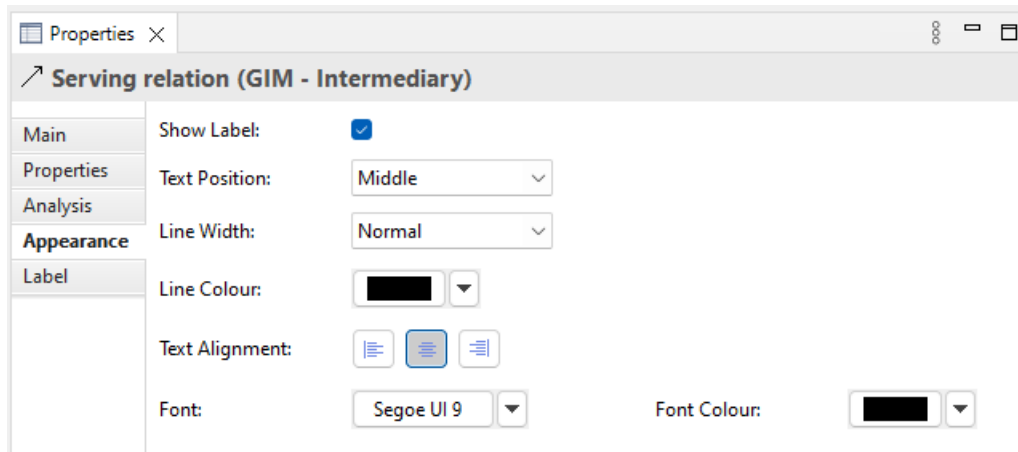 Properties
Serving relation (GIM - Intermediary)
Main
Properties
Analysis
Appearance
Label
Show Label:
Text Position: Middle
Line Width: Normal
Line Colour:
Text Alignment:
Font: Segoe UI 9 Font Colour: